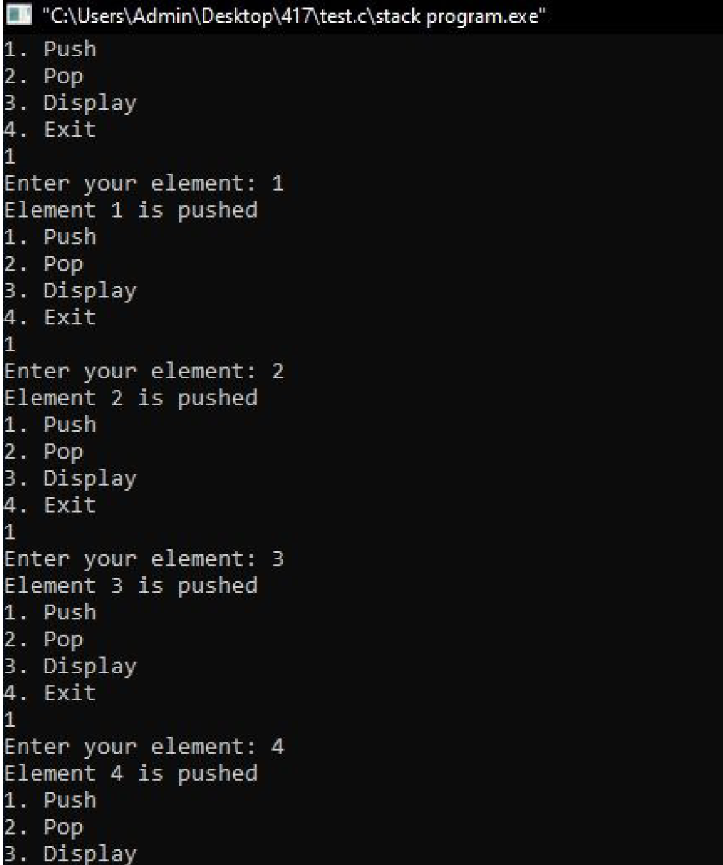 "C:\Users\Admin\Desktop\417\test.c\stack program.exe"
1. Push
2. Pop
3. Display
4. Exit
1
Enter your element: 1
Element 1 is pushed
1. Push
2. Pop
3. Display
4. Exit
1
Enter your element: 2
Element 2 is pushed
1. Push
2. Pop
3. Display
4. Exit
1
Enter your element: 3
Element 3 is pushed
1. Push
2. Pop
3. Display
4. Exit
1
Enter your element: 4
Element 4 is pushed
1. Push
2. Pop
3. Display